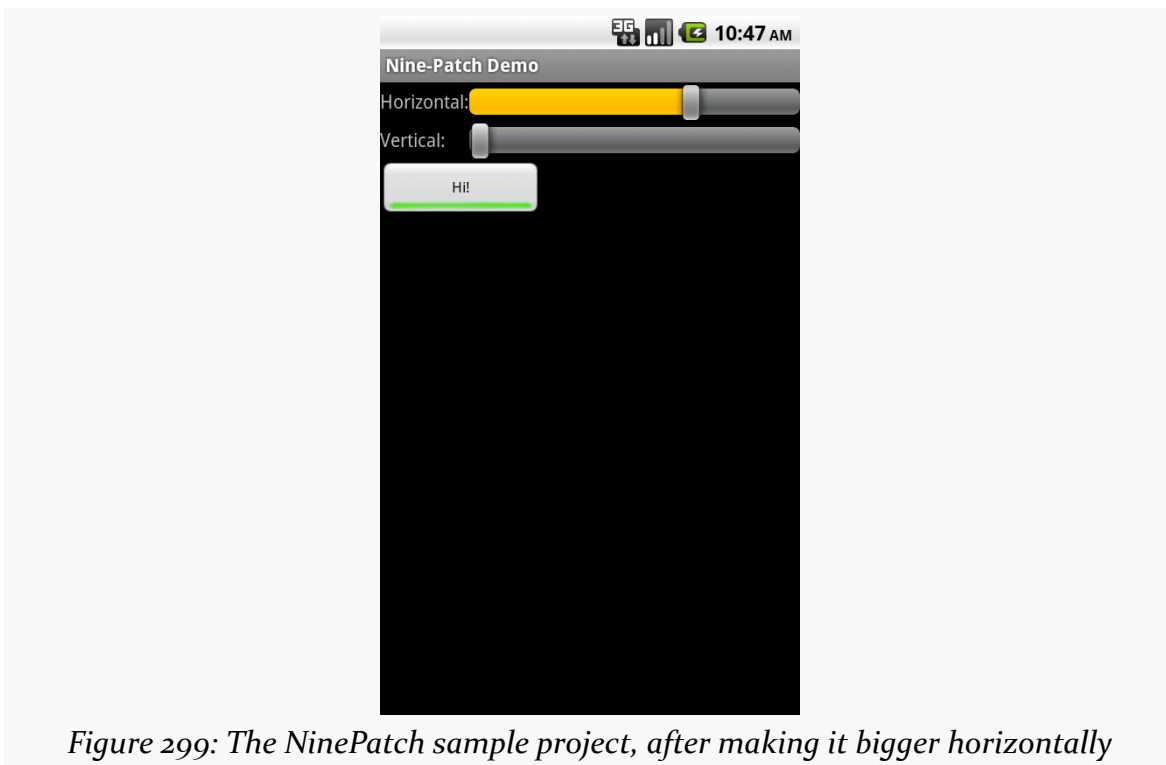 3G 10:47 AM
Nine-Patch Demo
Horizontal:
Vertical:
Hi!
Figure 299: The NinePatch sample project, after making it bigger horizontally